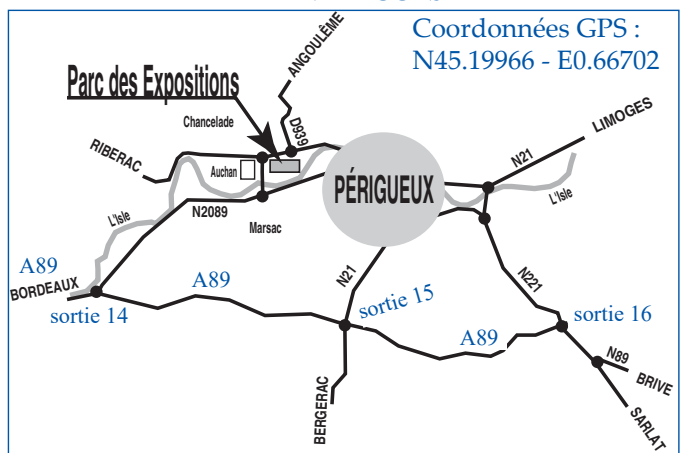 Coordonnées GPS :
N45.19966 - E0.66702
ANGOULÊME
Parc des Expositions
Chancelade
D939
LIMOGES
N21
RIBERAC
Auchan
PÉRIGUEUX
L'Isle
L'Isle
N2089
Marsac
A89
BORDEAUX
sortie 14
A89
N21
sortie 15
N221
sortie 16
A89
N89
BRIVE
SARLAT
BERGERAC